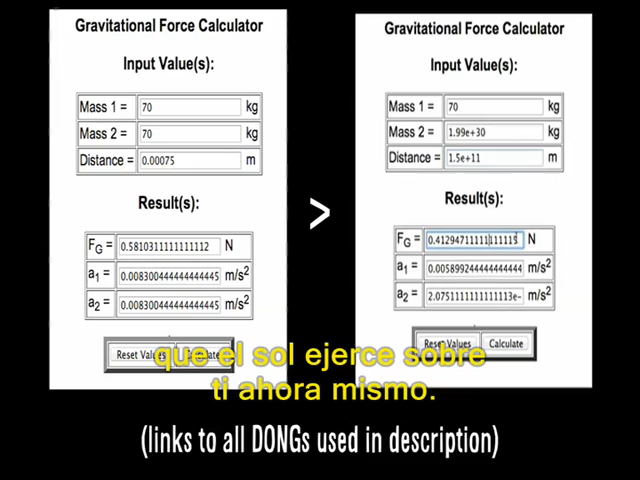 Gravitational Force Calculator
Input Value(s):
Mass 1 = 70 kg
Mass 2 = 70 kg
Distance = 0.00075 m
Result(s):
FG = 0.5810311111111112 N
a1 = 0.008300444444444445 m/s2
a2 = 0.008300444444444445 m/s2
Reset Values Calculate
>
Gravitational Force Calculator
Input Value(s):
Mass 1 = 70 kg
Mass 2 = 1.99e+30 kg
Distance = 1.5e+11 m
Result(s):
FG = 0.4129471111111115 N
a1 = 0.0058992444444444 m/s2
a2 = 2.0751111111111113e- m/s2
Reset Values Calculate
que el sol ejerce sobre
ti ahora mismo.
(links to all DONGs used in description)